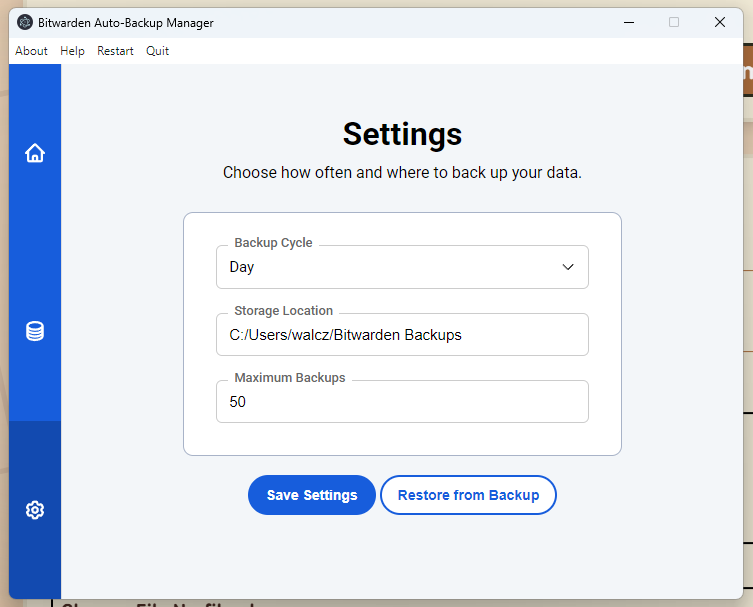 Bitwarden Auto-Backup Manager
About Help Restart Quit
Settings
Choose how often and where to back up your data.
Backup Cycle
Day
Storage Location
C:/Users/walcz/Bitwarden Backups
Maximum Backups
50
Save Settings Restore from Backup